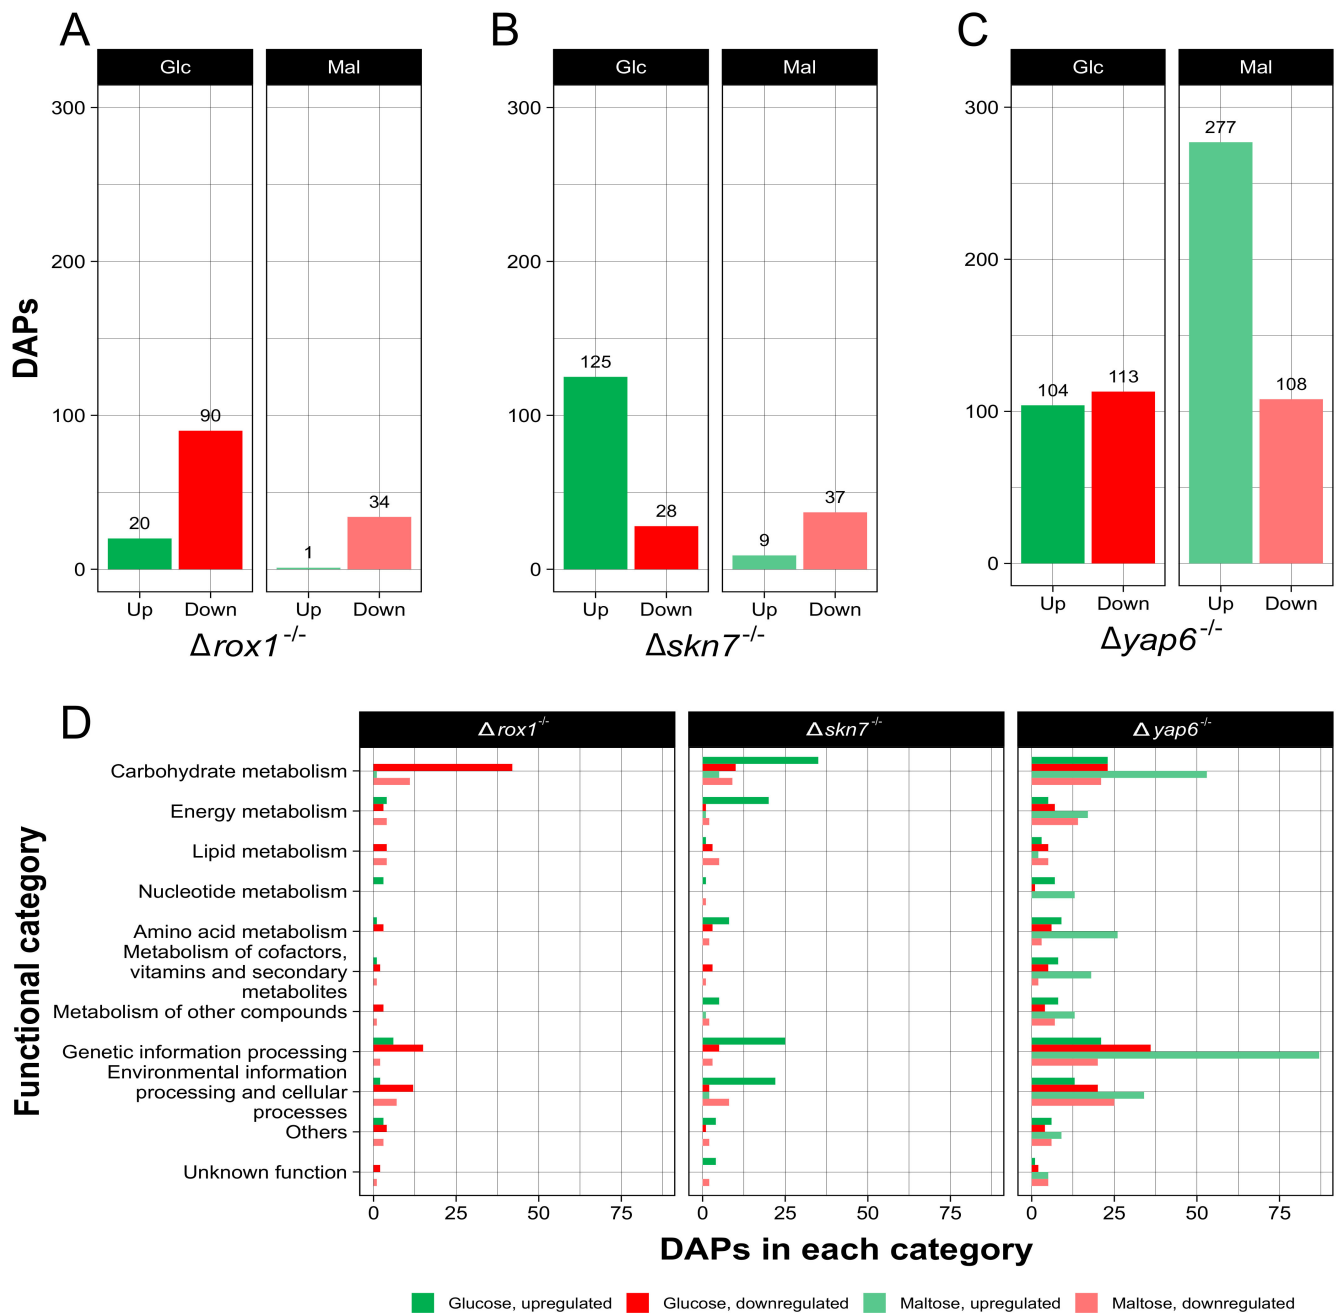 A
B
C
Glc
Mal
Glc
Mal
Glc
Mal
DAPs
300
200
100
0
20
90
1
34
Up
Down
Up
Down
Δrox1-/-
300
200
100
0
125
28
9
37
Up
Down
Up
Down
Δskn7-/-
300
200
100
0
104
113
277
108
Up
Down
Up
Down
Δyap6-/-
D
Δrox1-/-
Δskn7-/-
Δyap6-/-
Functional category
Carbohydrate metabolism
Energy metabolism
Lipid metabolism
Nucleotide metabolism
Amino acid metabolism
Metabolism of cofactors,
vitamins and secondary
metabolites
Metabolism of other compounds
Genetic information processing
Environmental information
processing and cellular
processes
Others
Unknown function
0 25 50 75
0 25 50 75
0 25 50 75
DAPs in each category
Glucose, upregulated
Glucose, downregulated
Maltose, upregulated
Maltose, downregulated